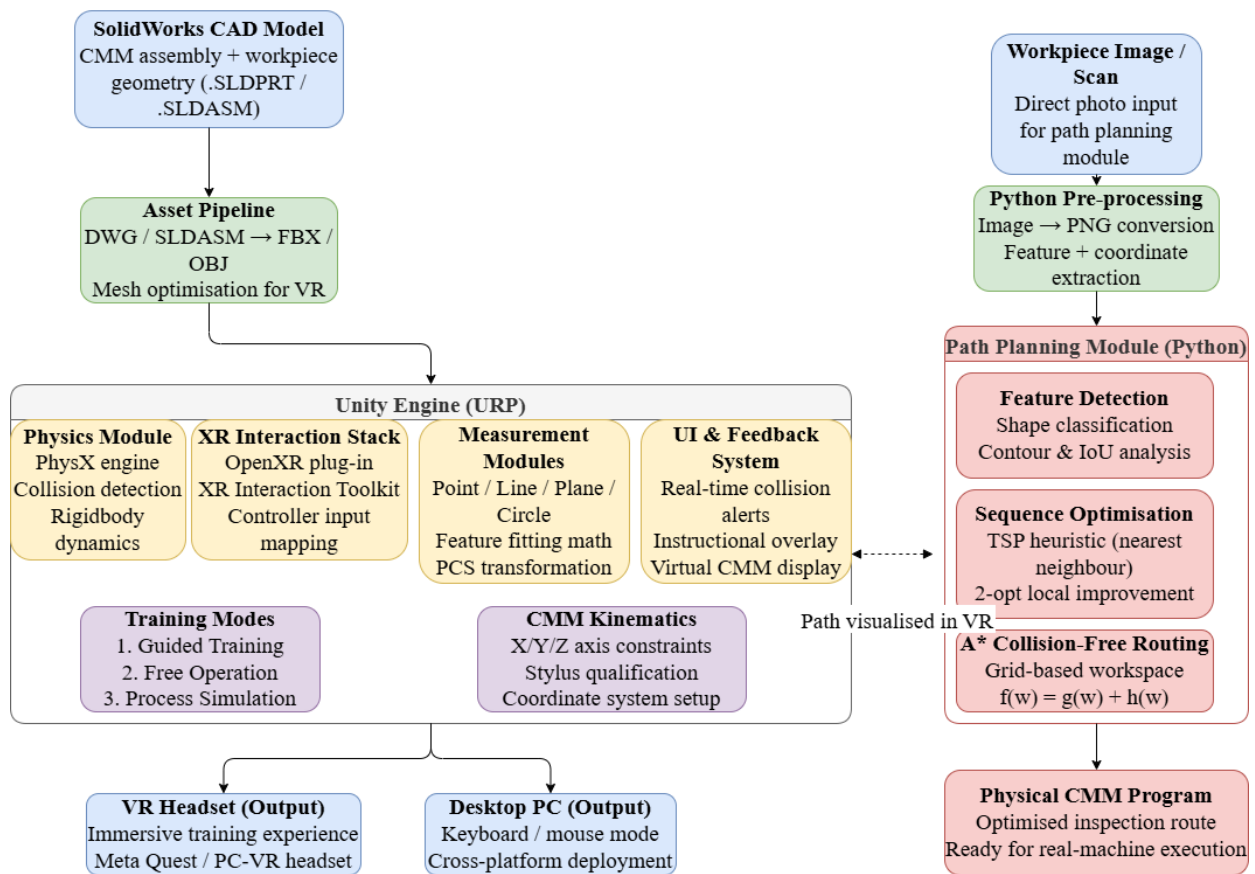 SolidWorks CAD Model
CMM assembly + workpiece
geometry (.SLDPRT /
.SLDASM)
Asset Pipeline
DWG / SLDASM → FBX /
OBJ
Mesh optimisation for VR
Unity Engine (URP)
Physics Module
PhysX engine
Collision detection
Rigidbody
dynamics
XR Interaction Stack
OpenXR plug-in
XR Interaction Toolkit
Controller input
mapping
Measurement
Modules
Point / Line / Plane /
Circle
Feature fitting math
PCS transformation
UI & Feedback
System
Real-time collision
alerts
Instructional overlay
Virtual CMM display
Training Modes
1. Guided Training
2. Free Operation
3. Process Simulation
CMM Kinematics
X/Y/Z axis constraints
Stylus qualification
Coordinate system setup
VR Headset (Output)
Immersive training experience
Meta Quest / PC-VR headset
Desktop PC (Output)
Keyboard / mouse mode
Cross-platform deployment
Path visualised in VR
Workpiece Image /
Scan
Direct photo input
for path planning
module
Python Pre-processing
Image → PNG conversion
Feature + coordinate
extraction
Path Planning Module (Python)
Feature Detection
Shape classification
Contour & IoU analysis
Sequence Optimisation
TSP heuristic (nearest
neighbour)
2-opt local improvement
A* Collision-Free Routing
Grid-based workspace
f(w) = g(w) + h(w)
Physical CMM Program
Optimised inspection route
Ready for real-machine execution